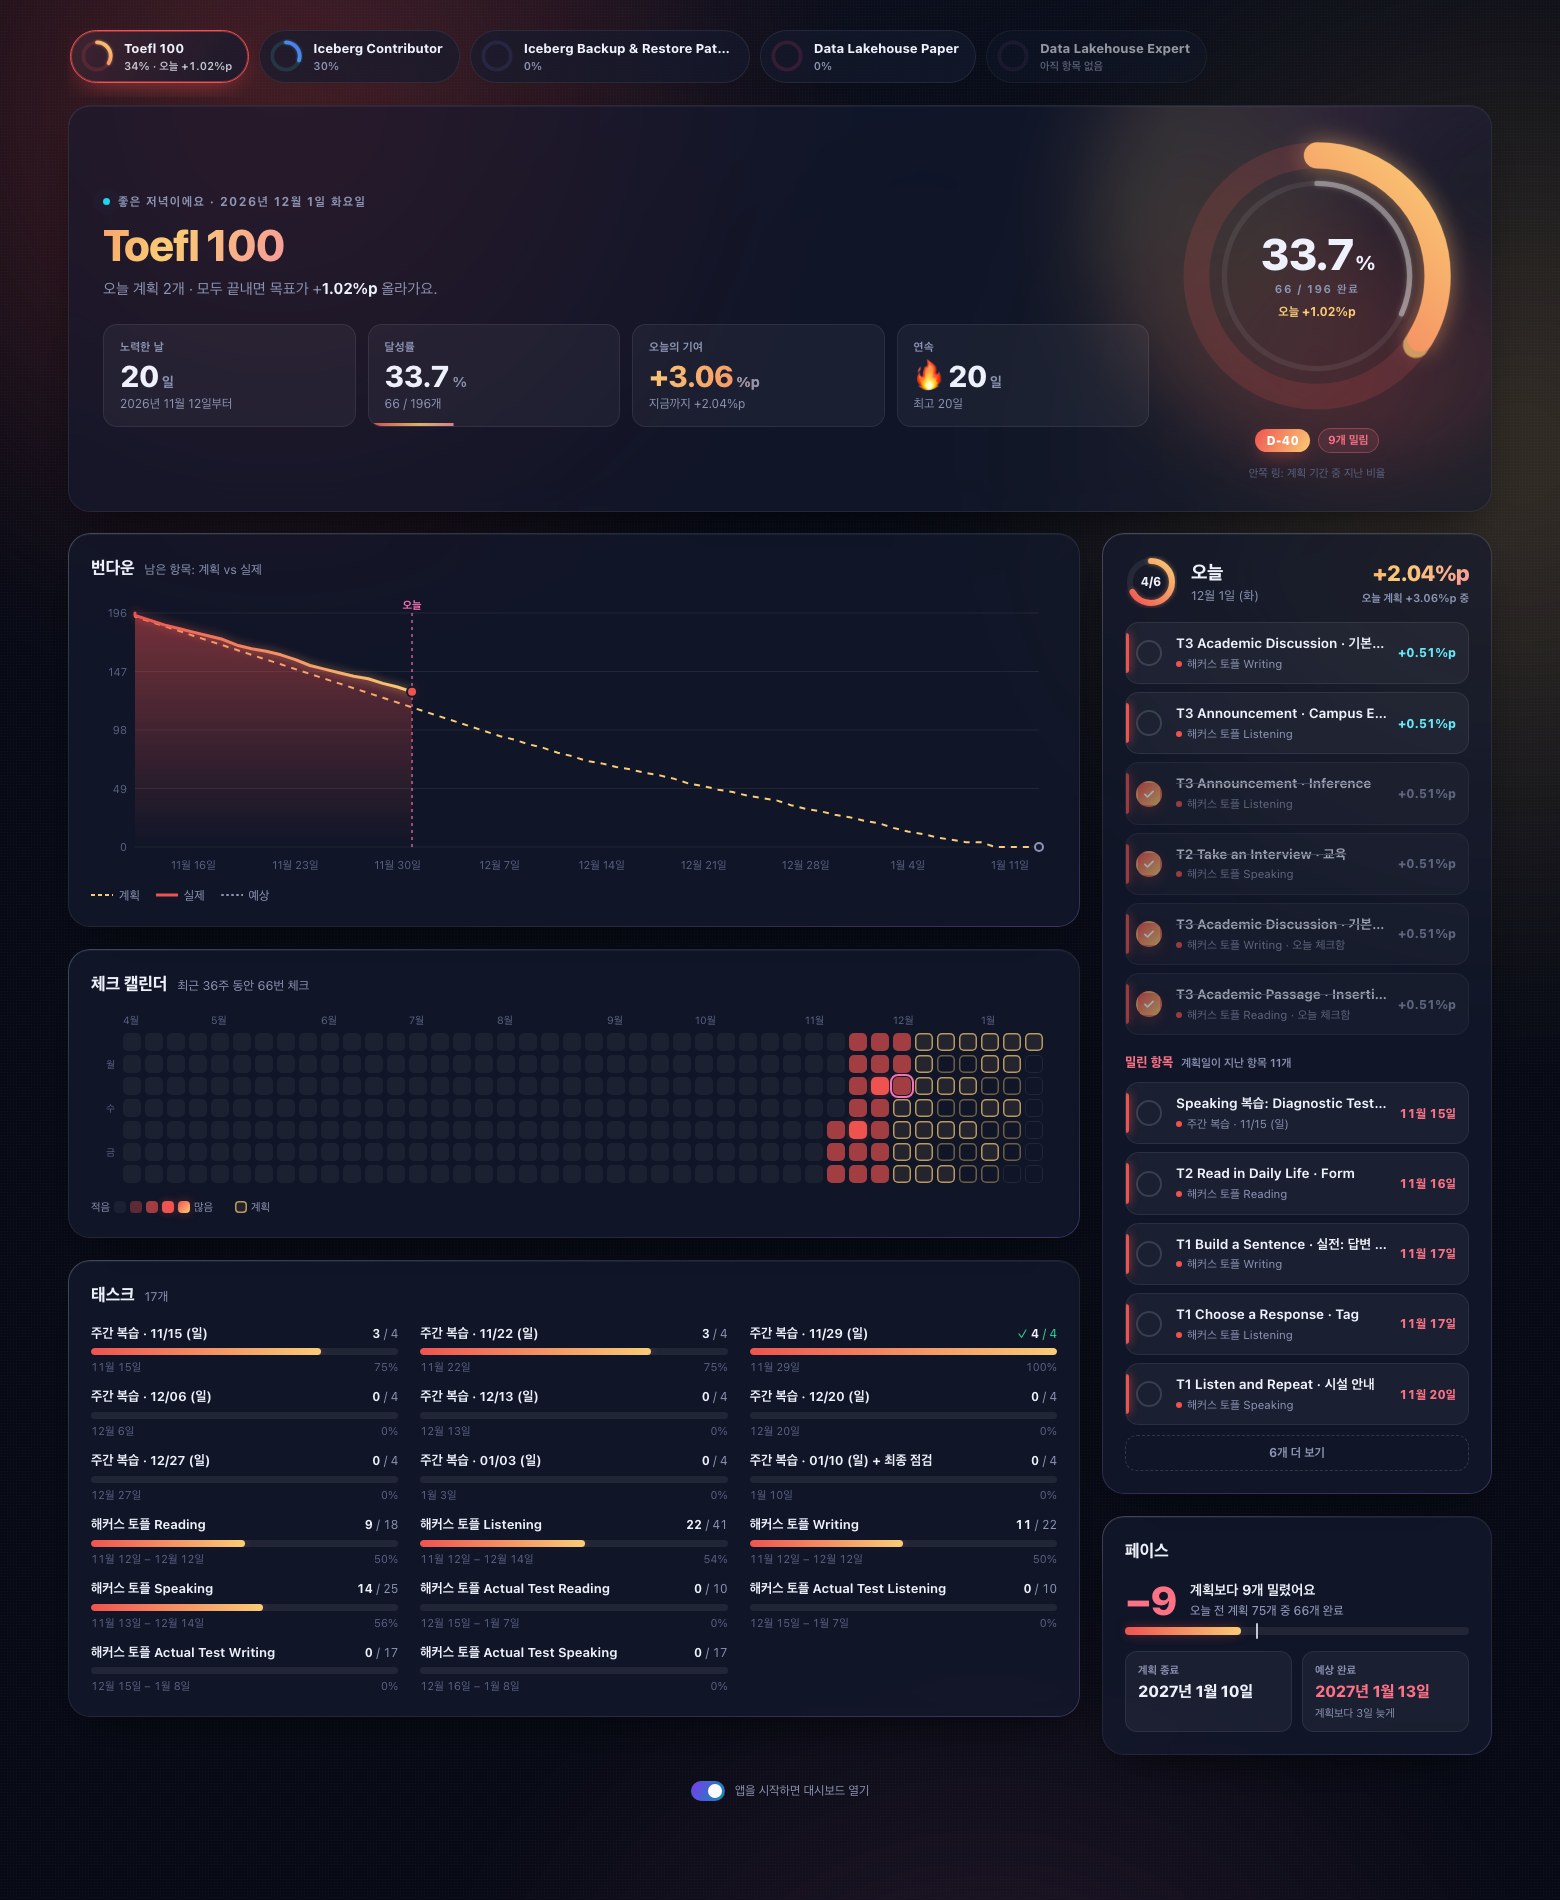 Toefl 100
34% · 오늘 +1.02%p
Iceberg Contributor
30%
Iceberg Backup & Restore Pat...
0%
Data Lakehouse Paper
0%
Data Lakehouse Expert
아직 항목 없음
좋은 저녁이에요 · 2026년 12월 1일 화요일
Toefl 100
오늘 계획 2개 · 모두 끝내면 목표가 +1.02%p 올라가요.
노력한 날
20 일
2026년 11월 12일부터
달성률
33.7 %
66 / 196개
오늘의 기여
+3.06 %p
지금까지 +2.04%p
연속
🔥 20 일
최고 20일
33.7%
66 / 196 완료
오늘 +1.02%p
D-40
9개 밀림
안쪽 링: 계획 기간 중 지난 비율
번다운 남은 항목: 계획 vs 실제
오늘
196
147
98
49
0
11월 16일
11월 23일
11월 30일
12월 7일
12월 14일
12월 21일
12월 28일
1월 4일
1월 11일
계획
실제
예상
체크 캘린더 최근 36주 동안 66번 체크
4월
5월
6월
7월
8월
9월
10월
11월
12월
1월
월
수
금
적음
많음
계획
태스크 17개
주간 복습 · 11/15 (일) 3 / 4
11월 15일 75%
주간 복습 · 11/22 (일) 3 / 4
11월 22일 75%
주간 복습 · 11/29 (일) ✓ 4 / 4
11월 29일 100%
주간 복습 · 12/06 (일) 0 / 4
12월 6일 0%
주간 복습 · 12/13 (일) 0 / 4
12월 13일 0%
주간 복습 · 12/20 (일) 0 / 4
12월 20일 0%
주간 복습 · 12/27 (일) 0 / 4
12월 27일 0%
주간 복습 · 01/03 (일) 0 / 4
1월 3일 0%
주간 복습 · 01/10 (일) + 최종 점검 0 / 4
1월 10일 0%
해커스 토플 Reading 9 / 18
11월 12일 – 12월 12일 50%
해커스 토플 Listening 22 / 41
11월 12일 – 12월 14일 54%
해커스 토플 Writing 11 / 22
11월 12일 – 12월 12일 50%
해커스 토플 Speaking 14 / 25
11월 13일 – 12월 14일 56%
해커스 토플 Actual Test Reading 0 / 10
12월 15일 – 1월 7일 0%
해커스 토플 Actual Test Listening 0 / 10
12월 15일 – 1월 7일 0%
해커스 토플 Actual Test Writing 0 / 17
12월 15일 – 1월 8일 0%
해커스 토플 Actual Test Speaking 0 / 17
12월 16일 – 1월 8일 0%
4/6
오늘
12월 1일 (화)
+2.04%p
오늘 계획 +3.06%p 중
T3 Academic Discussion · 기본...
해커스 토플 Writing
+0.51%p
T3 Announcement · Campus E...
해커스 토플 Listening
+0.51%p
T3 Announcement · Inference
해커스 토플 Listening
+0.51%p
T2 Take an Interview · 교육
해커스 토플 Speaking
+0.51%p
T3 Academic Discussion · 기본...
해커스 토플 Writing · 오늘 체크함
+0.51%p
T3 Academic Passage · Inserti...
해커스 토플 Reading · 오늘 체크함
+0.51%p
밀린 항목 계획일이 지난 항목 11개
Speaking 복습: Diagnostic Test...
주간 복습 · 11/15 (일)
11월 15일
T2 Read in Daily Life · Form
해커스 토플 Reading
11월 16일
T1 Build a Sentence · 실전: 답변 ...
해커스 토플 Writing
11월 17일
T1 Choose a Response · Tag
해커스 토플 Listening
11월 17일
T1 Listen and Repeat · 시설 안내
해커스 토플 Speaking
11월 20일
6개 더 보기
페이스
−9
계획보다 9개 밀렸어요
오늘 전 계획 75개 중 66개 완료
계획 종료
2027년 1월 10일
예상 완료
2027년 1월 13일
계획보다 3일 늦게
앱을 시작하면 대시보드 열기